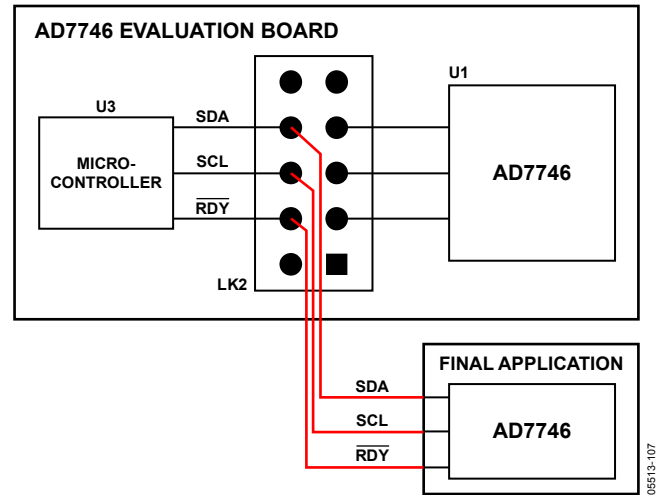 AD7746 EVALUATION BOARD
U3
MICRO-
CONTROLLER
SDA
SCL
RDY
LK2
U1
AD7746
FINAL APPLICATION
SDA
SCL
RDY
AD7746
05513-107